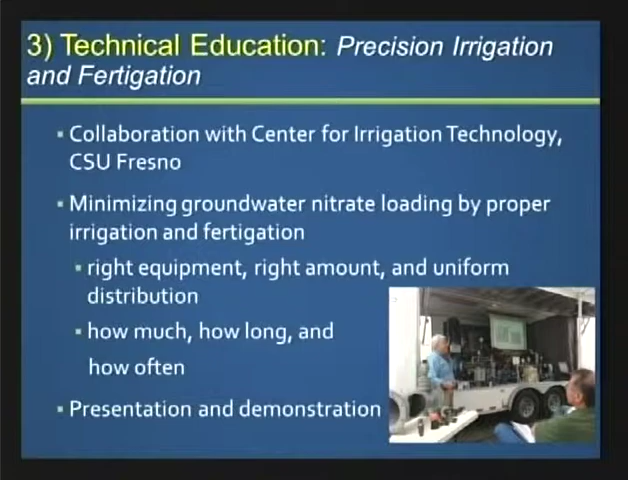 3) Technical Education: Precision Irrigation
and Fertigation
▪ Collaboration with Center for Irrigation Technology,
CSU Fresno
▪ Minimizing groundwater nitrate loading by proper
irrigation and fertigation
▪ right equipment, right amount, and uniform
distribution
▪ how much, how long, and
how often
▪ Presentation and demonstration